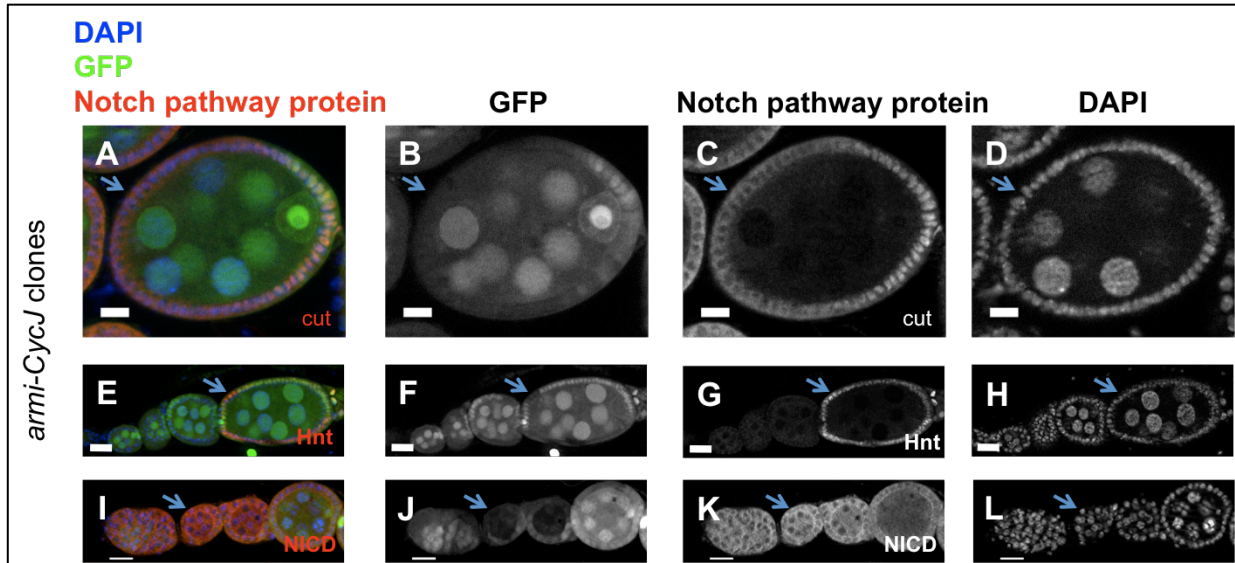 DAPI
GFP
Notch pathway protein GFP Notch pathway protein DAPI
armi-CycJ clones
A B C D
cut cut
E F G H
Hnt Hnt
I J K L
NICD NICD